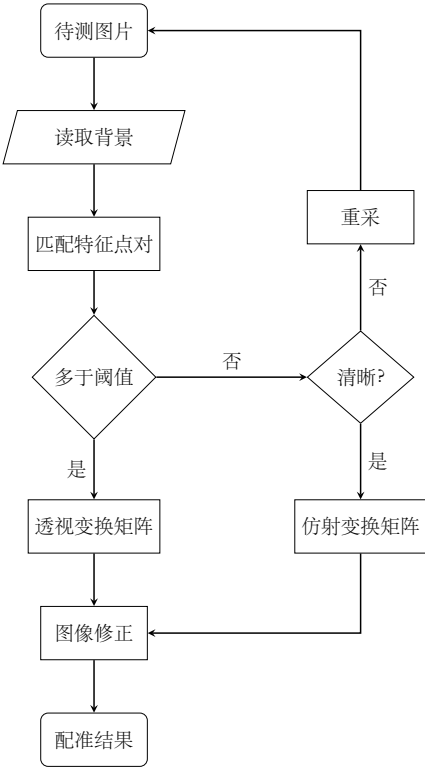 待测图片
读取背景
重采
匹配特征点对
否
否
多于阈值
清晰?
是
是
透视变换矩阵
仿射变换矩阵
图像修正
配准结果